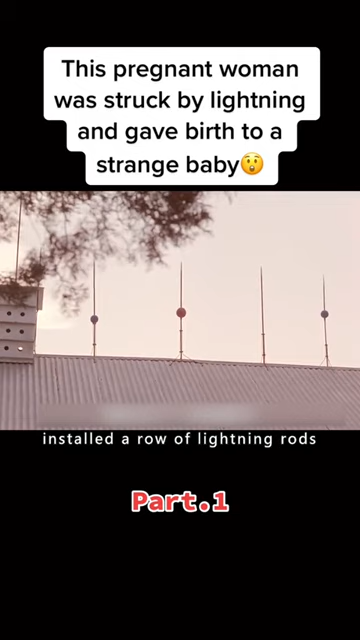 This pregnant woman
was struck by lightning
and gave birth to a
strange baby😲
installed a row of lightning rods
Part.1